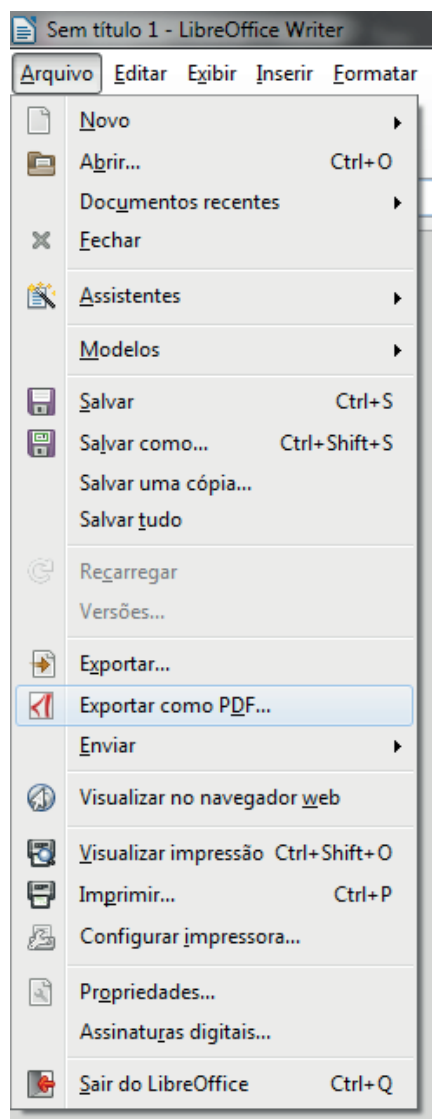 Sem título 1 - LibreOffice Writer
Arquivo Editar Exibir Inserir Formatar
Novo
Abrir... Ctrl+O
Documentos recentes
Fechar
Assistentes
Modelos
Salvar Ctrl+S
Salvar como... Ctrl+Shift+S
Salvar uma cópia...
Salvar tudo
Recarregar
Versões...
Exportar...
Exportar como PDF...
Enviar
Visualizar no navegador web
Visualizar impressão Ctrl+Shift+O
Imprimir... Ctrl+P
Configurar impressora...
Propriedades...
Assinaturas digitais...
Sair do LibreOffice Ctrl+Q